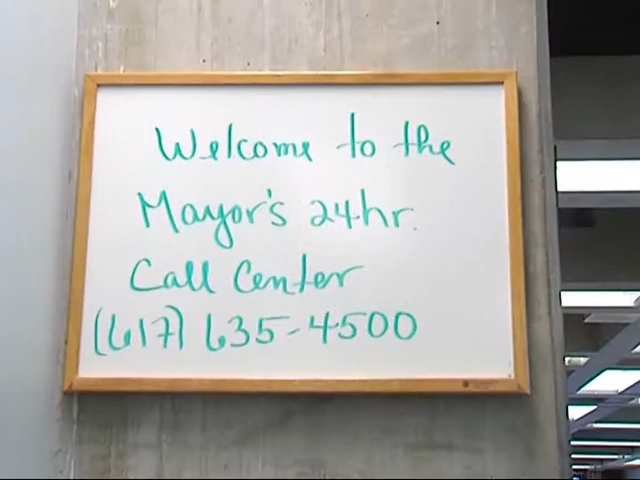 Welcome to the
Mayor's 24hr.
Call Center
(617) 635-4500